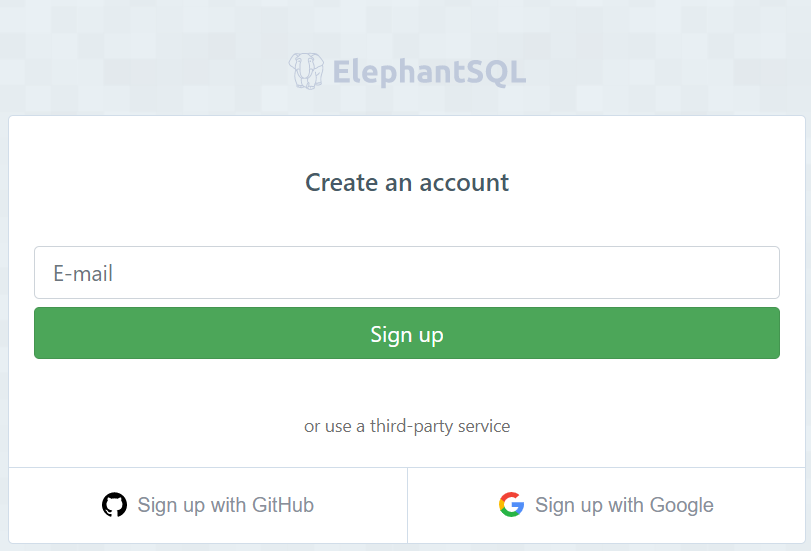 ElephantSQL
Create an account
E-mail
Sign up
or use a third-party service
Sign up with GitHub
Sign up with Google